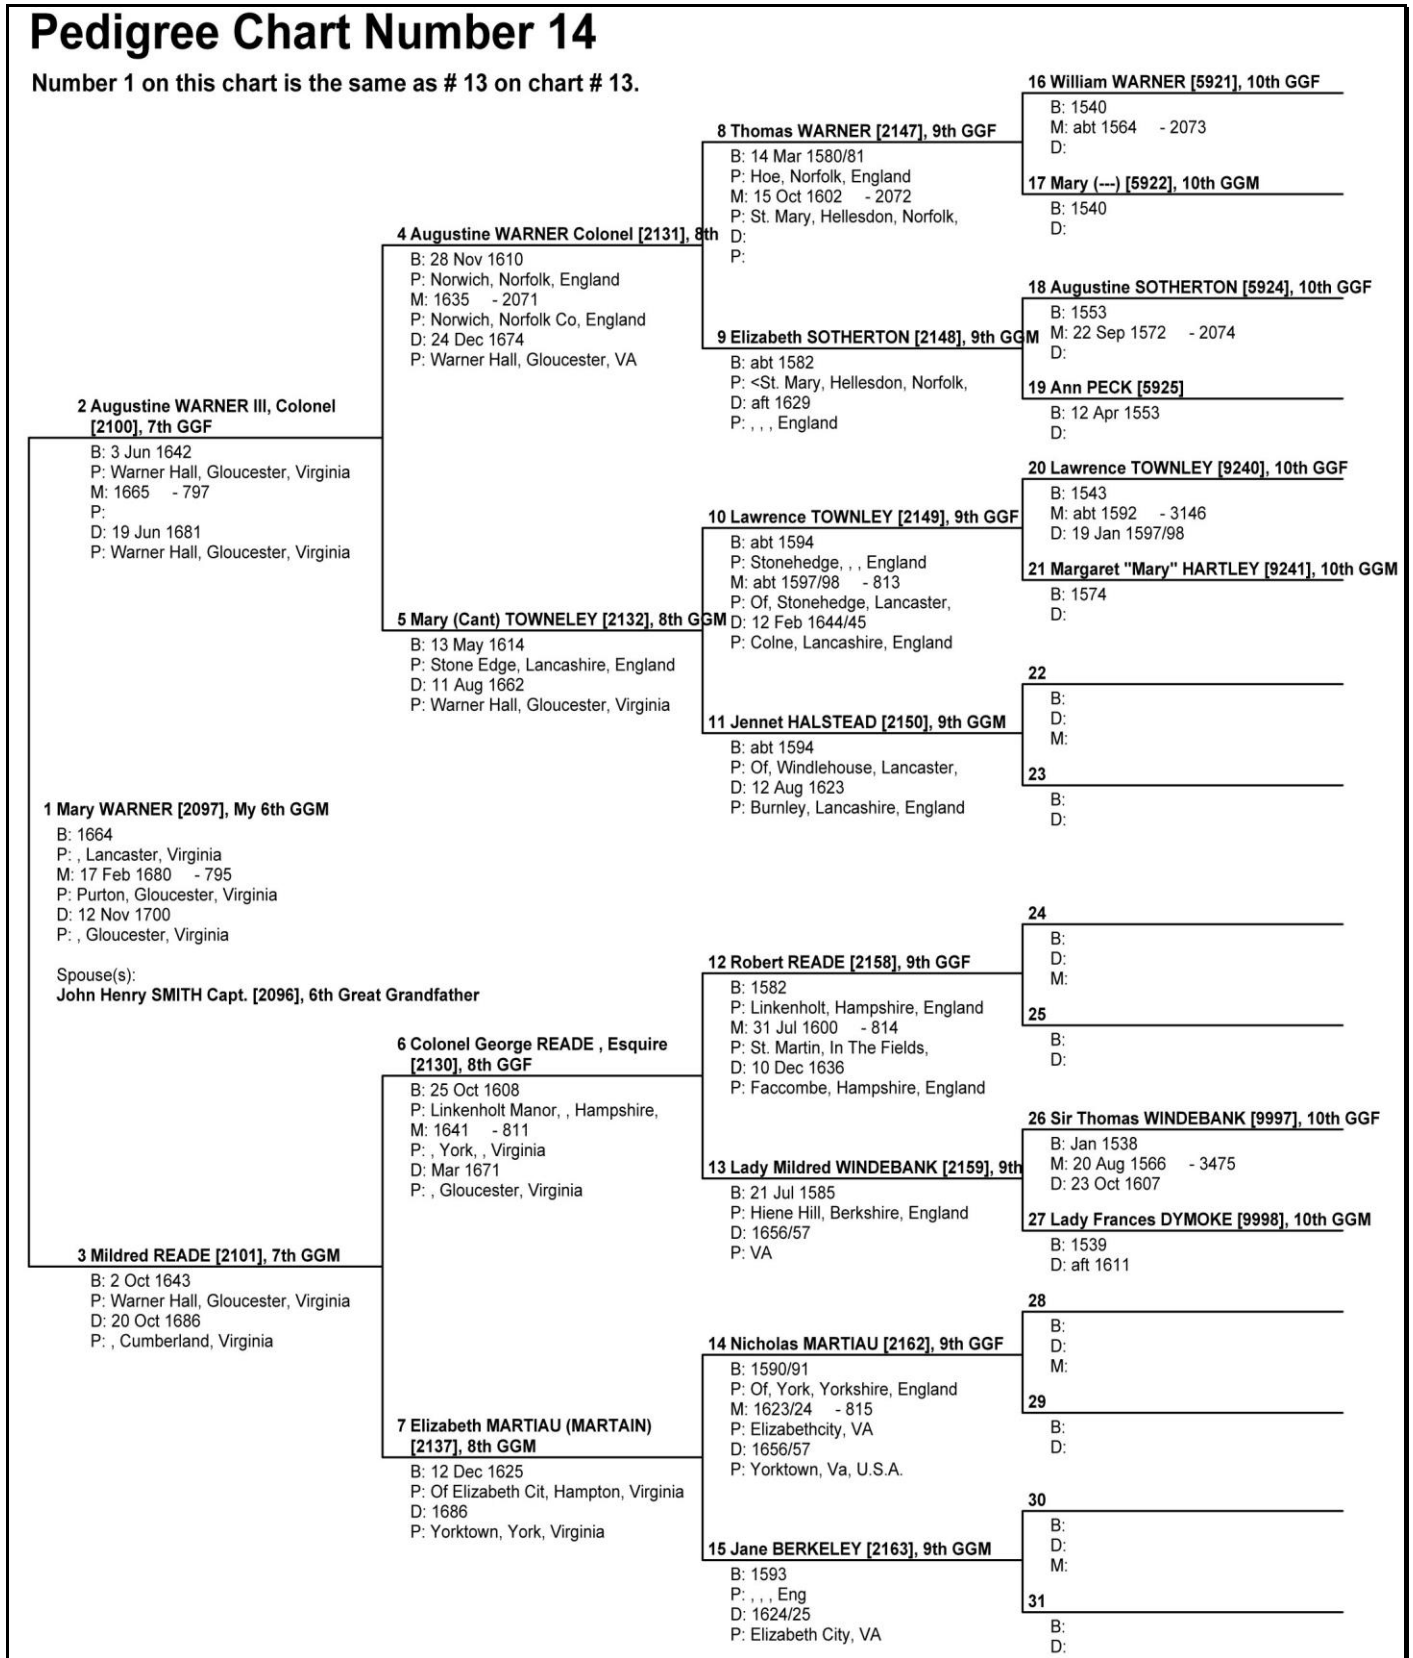 Pedigree Chart Number 14
Number 1 on this chart is the same as # 13 on chart # 13.
1 Mary WARNER [2097], My 6th GGM
B: 1664
P: , Lancaster, Virginia
M: 17 Feb 1680 - 795
P: Purton, Gloucester, Virginia
D: 12 Nov 1700
P: , Gloucester, Virginia
Spouse(s):
John Henry SMITH Capt. [2096], 6th Great Grandfather
2 Augustine WARNER III, Colonel
[2100], 7th GGF
B: 3 Jun 1642
P: Warner Hall, Gloucester, Virginia
M: 1665 - 797
P:
D: 19 Jun 1681
P: Warner Hall, Gloucester, Virginia
3 Mildred READE [2101], 7th GGM
B: 2 Oct 1643
P: Warner Hall, Gloucester, Virginia
D: 20 Oct 1686
P: , Cumberland, Virginia
4 Augustine WARNER Colonel [2131], 8th
B: 28 Nov 1610
P: Norwich, Norfolk, England
M: 1635 - 2071
P: Norwich, Norfolk Co, England
D: 24 Dec 1674
P: Warner Hall, Gloucester, VA
5 Mary (Cant) TOWNELEY [2132], 8th GGM
B: 13 May 1614
P: Stone Edge, Lancashire, England
D: 11 Aug 1662
P: Warner Hall, Gloucester, Virginia
6 Colonel George READE , Esquire
[2130], 8th GGF
B: 25 Oct 1608
P: Linkenholt Manor, , Hampshire,
M: 1641 - 811
P: , York, , Virginia
D: Mar 1671
P: , Gloucester, Virginia
7 Elizabeth MARTIAU (MARTAIN)
[2137], 8th GGM
B: 12 Dec 1625
P: Of Elizabeth Cit, Hampton, Virginia
D: 1686
P: Yorktown, York, Virginia
8 Thomas WARNER [2147], 9th GGF
B: 14 Mar 1580/81
P: Hoe, Norfolk, England
M: 15 Oct 1602 - 2072
P: St. Mary, Hellesdon, Norfolk,
D:
P:
9 Elizabeth SOTHERTON [2148], 9th GGM
B: abt 1582
P: <St. Mary, Hellesdon, Norfolk,
D: aft 1629
P: , , , England
10 Lawrence TOWNLEY [2149], 9th GGF
B: abt 1594
P: Stonehedge, , , England
M: abt 1597/98 - 813
P: Of, Stonehedge, Lancaster,
D: 12 Feb 1644/45
P: Colne, Lancashire, England
11 Jennet HALSTEAD [2150], 9th GGM
B: abt 1594
P: Of, Windlehouse, Lancaster,
D: 12 Aug 1623
P: Burnley, Lancashire, England
12 Robert READE [2158], 9th GGF
B: 1582
P: Linkenholt, Hampshire, England
M: 31 Jul 1600 - 814
P: St. Martin, In The Fields,
D: 10 Dec 1636
P: Faccombe, Hampshire, England
13 Lady Mildred WINDEBANK [2159], 9th
B: 21 Jul 1585
P: Hiene Hill, Berkshire, England
D: 1656/57
P: VA
14 Nicholas MARTIAU [2162], 9th GGF
B: 1590/91
P: Of, York, Yorkshire, England
M: 1623/24 - 815
P: Elizabethcity, VA
D: 1656/57
P: Yorktown, Va, U.S.A.
15 Jane BERKELEY [2163], 9th GGM
B: 1593
P: , , , Eng
D: 1624/25
P: Elizabeth City, VA
16 William WARNER [5921], 10th GGF
B: 1540
M: abt 1564 - 2073
D:
17 Mary (---) [5922], 10th GGM
B: 1540
D:
18 Augustine SOTHERTON [5924], 10th GGF
B: 1553
M: 22 Sep 1572 - 2074
D:
19 Ann PECK [5925]
B: 12 Apr 1553
D:
20 Lawrence TOWNLEY [9240], 10th GGF
B: 1543
M: abt 1592 - 3146
D: 19 Jan 1597/98
21 Margaret "Mary" HARTLEY [9241], 10th GGM
B: 1574
D:
22
B:
D:
M:
23
B:
D:
24
B:
D:
M:
25
B:
D:
26 Sir Thomas WINDEBANK [9997], 10th GGF
B: Jan 1538
M: 20 Aug 1566 - 3475
D: 23 Oct 1607
27 Lady Frances DYMOKE [9998], 10th GGM
B: 1539
D: aft 1611
28
B:
D:
M:
29
B:
D:
30
B:
D:
M:
31
B:
D: